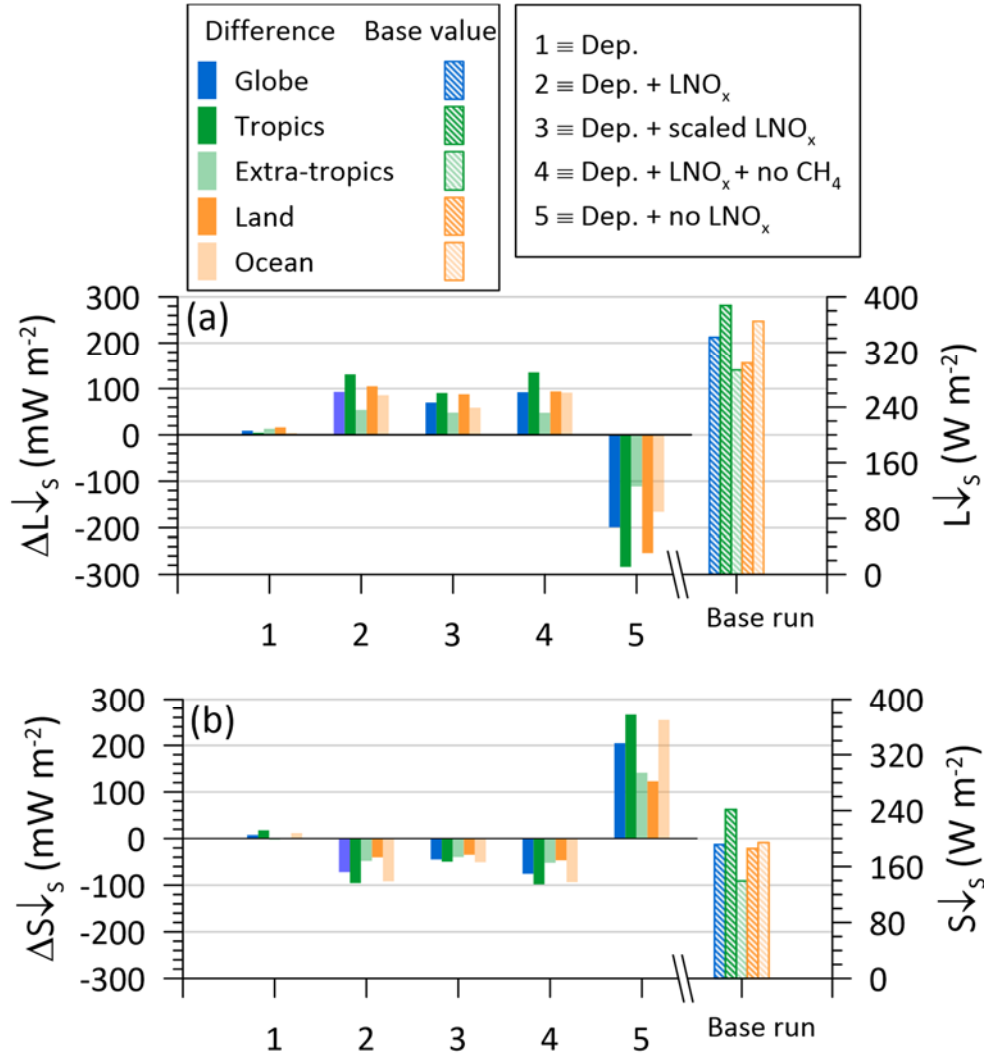 Difference Base value
Globe
Tropics
Extra-tropics
Land
Ocean
1 ≡ Dep.
2 ≡ Dep. + LNOₓ
3 ≡ Dep. + scaled LNOₓ
4 ≡ Dep. + LNOₓ + no CH₄
5 ≡ Dep. + no LNOₓ
(a)
300
200
100
0
-100
-200
-300
ΔL↓ₛ (mW m⁻²)
400
320
240
160
80
0
L↓ₛ (W m⁻²)
1 2 3 4 5 Base run
(b)
300
200
100
0
-100
-200
-300
ΔS↓ₛ (mW m⁻²)
400
320
240
160
80
0
S↓ₛ (W m⁻²)
1 2 3 4 5 Base run